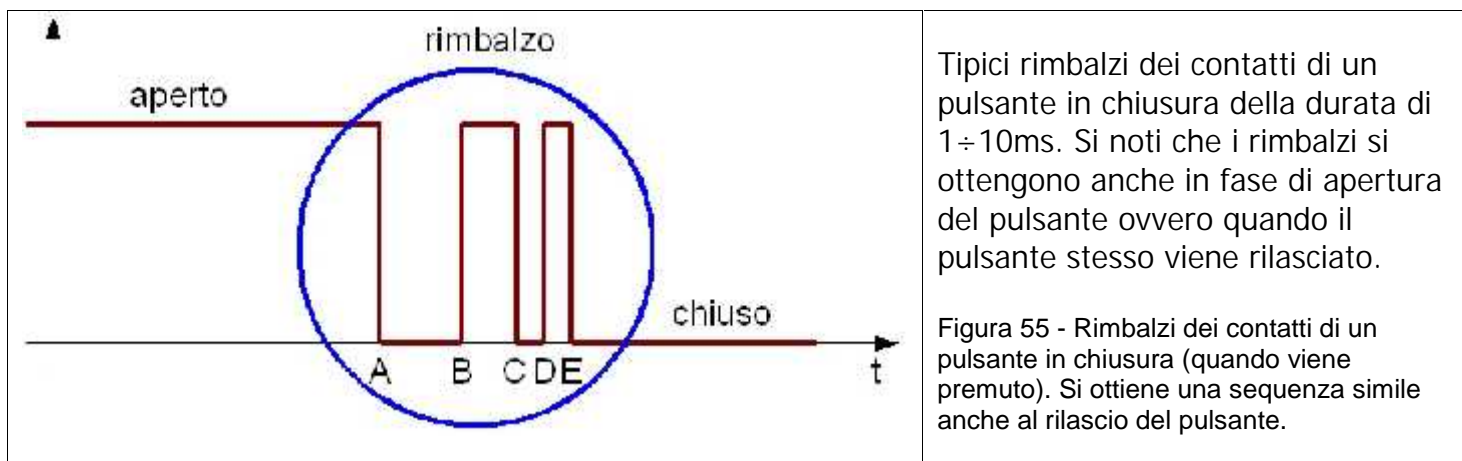 rimbalzo
aperto
chiuso
A B C D E t
Tipici rimbalzi dei contatti di un
pulsante in chiusura della durata di
1÷10ms. Si noti che i rimbalzi si
ottengono anche in fase di apertura
del pulsante ovvero quando il
pulsante stesso viene rilasciato.
Figura 55 - Rimbalzi dei contatti di un
pulsante in chiusura (quando viene
premuto). Si ottiene una sequenza simile
anche al rilascio del pulsante.